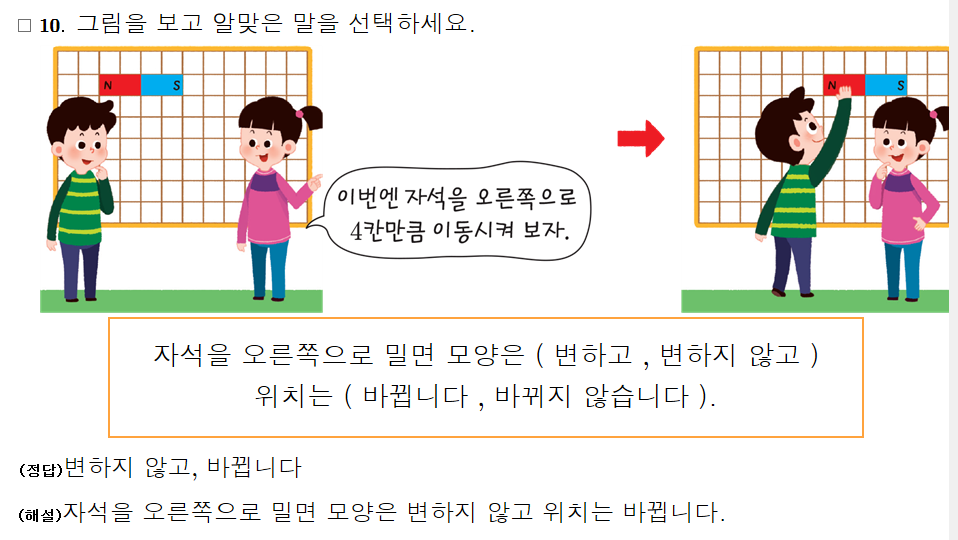 □ 10. 그림을 보고 알맞은 말을 선택하세요.
N S
N S
이번엔 자석을 오른쪽으로
4칸만큼 이동시켜 보자.
자석을 오른쪽으로 밀면 모양은 ( 변하고 , 변하지 않고 )
위치는 ( 바뀝니다 , 바뀌지 않습니다 ).
(정답)변하지 않고, 바뀝니다
(해설)자석을 오른쪽으로 밀면 모양은 변하지 않고 위치는 바뀝니다.